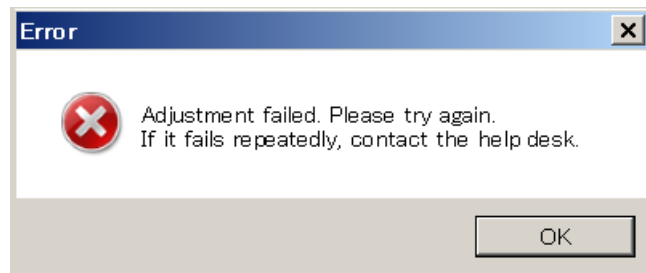 Error
Adjustment failed. Please try again.
If it fails repeatedly, contact the help desk.
OK